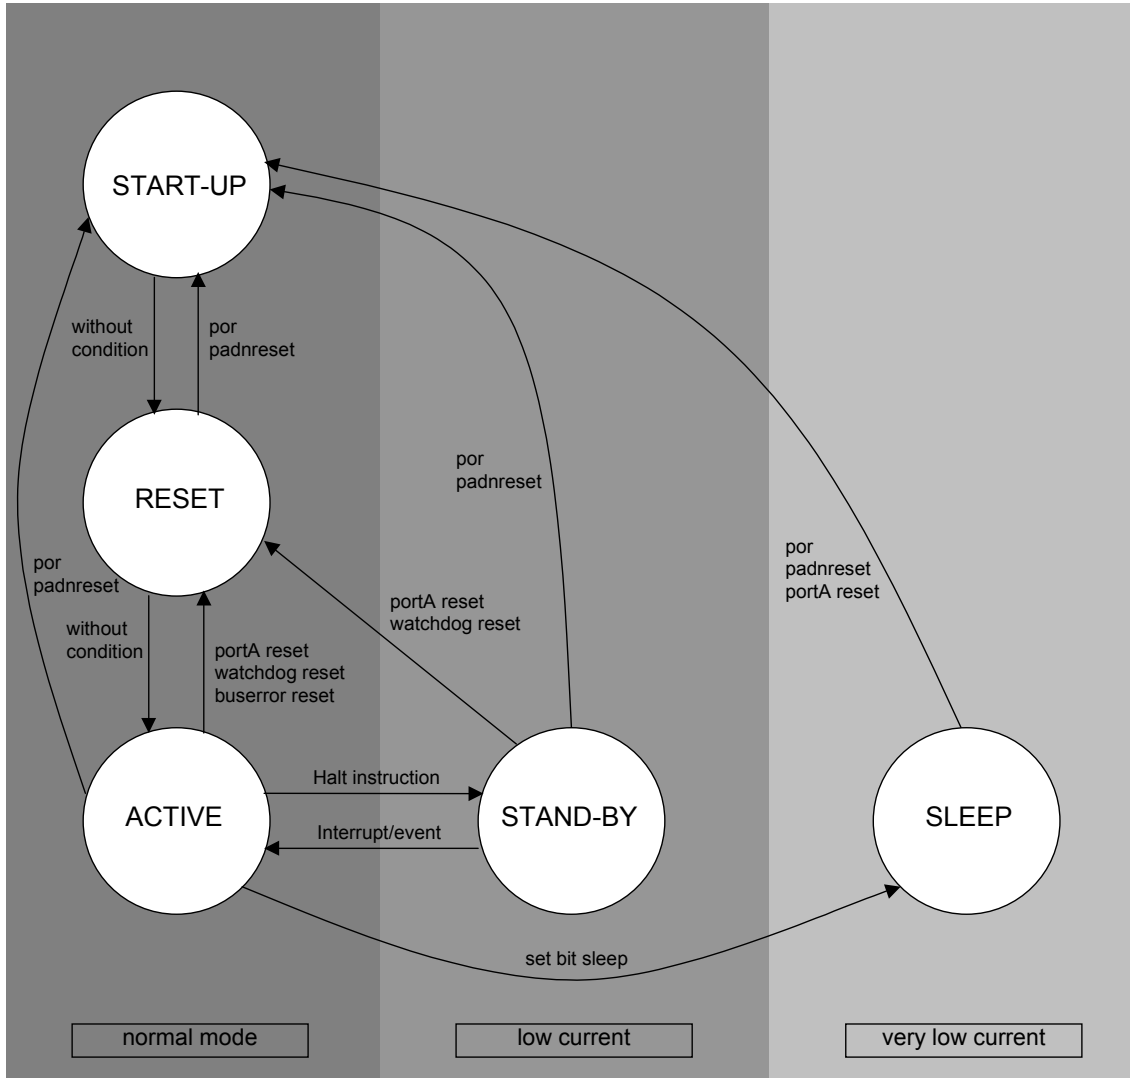 START-UP
without
condition
por
padnreset
RESET
por
padnreset
por
padnreset
without
condition
portA reset
watchdog reset
buserror reset
portA reset
watchdog reset
por
padnreset
portA reset
ACTIVE
Halt instruction
Interrupt/event
STAND-BY
SLEEP
set bit sleep
normal mode
low current
very low current